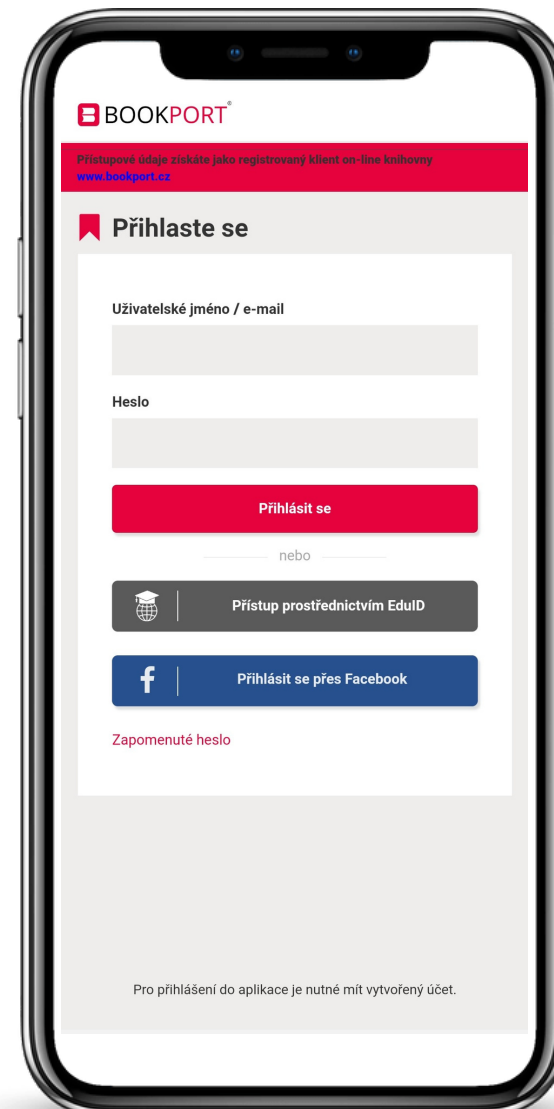 BOOKPORT®
Přístupové údaje získáte jako registrovaný klient on-line knihovny
www.bookport.cz
Přihlaste se
Uživatelské jméno / e-mail
Heslo
Přihlásit se
nebo
Přístup prostřednictvím EduID
f Přihlásit se přes Facebook
Zapomenuté heslo
Pro přihlášení do aplikace je nutné mít vytvořený účet.